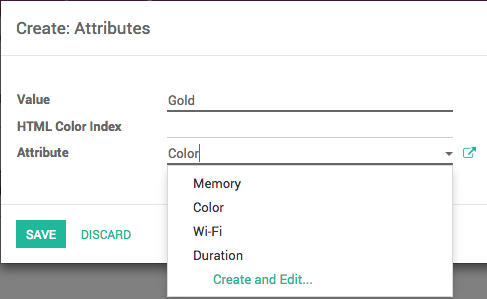 Create: Attributes
Value Gold
HTML Color Index
Attribute Color
Memory
Color
Wi-Fi
Duration
Create and Edit...
SAVE DISCARD